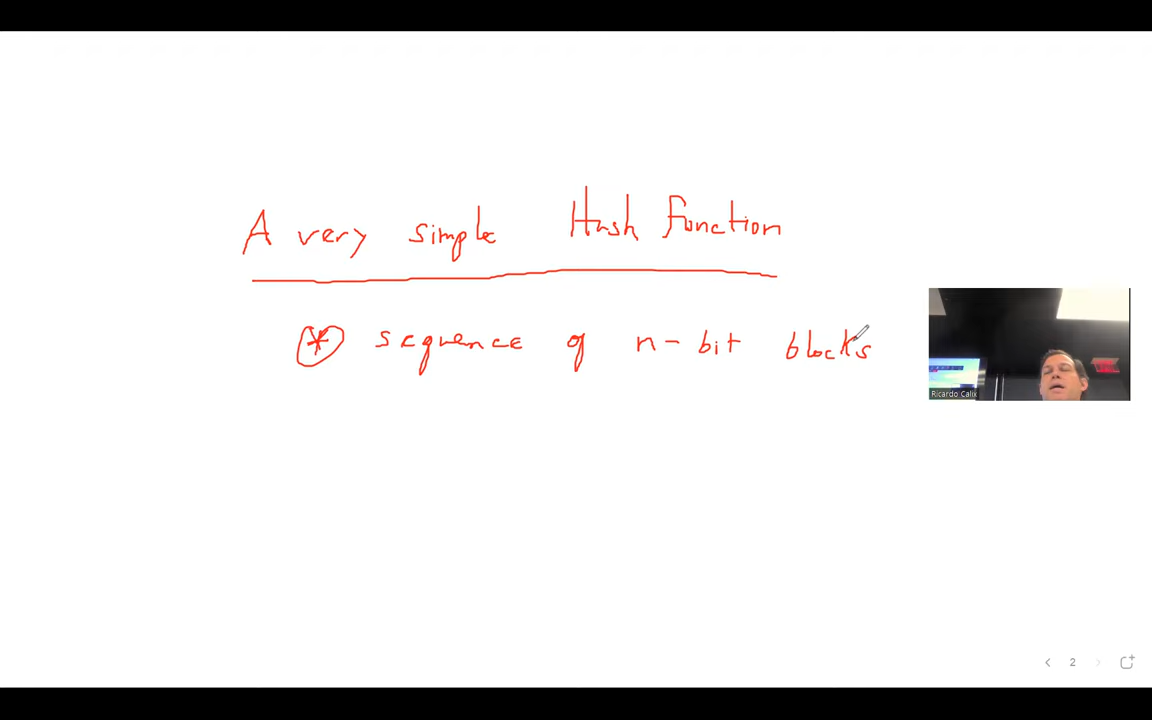 A very simple Hash Function
* sequence of n-bit blocks
Ricardo Calix
2